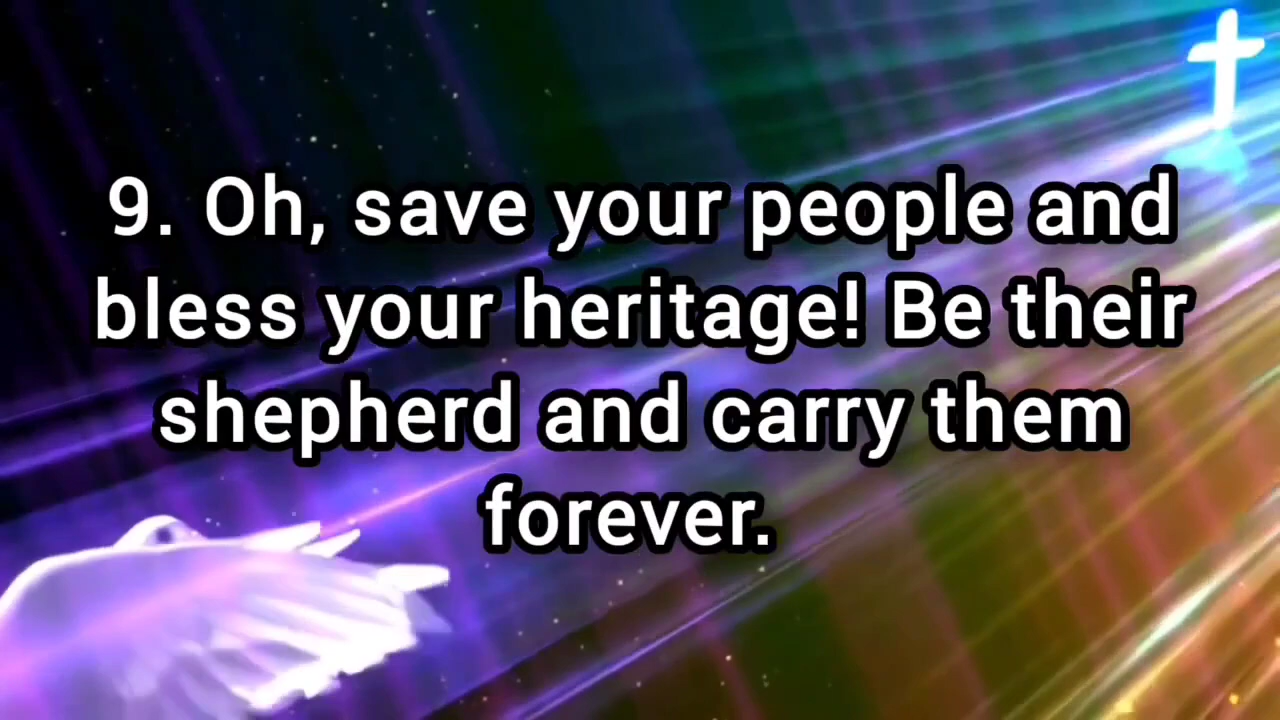 9. Oh, save your people and
bless your heritage! Be their
shepherd and carry them
forever.